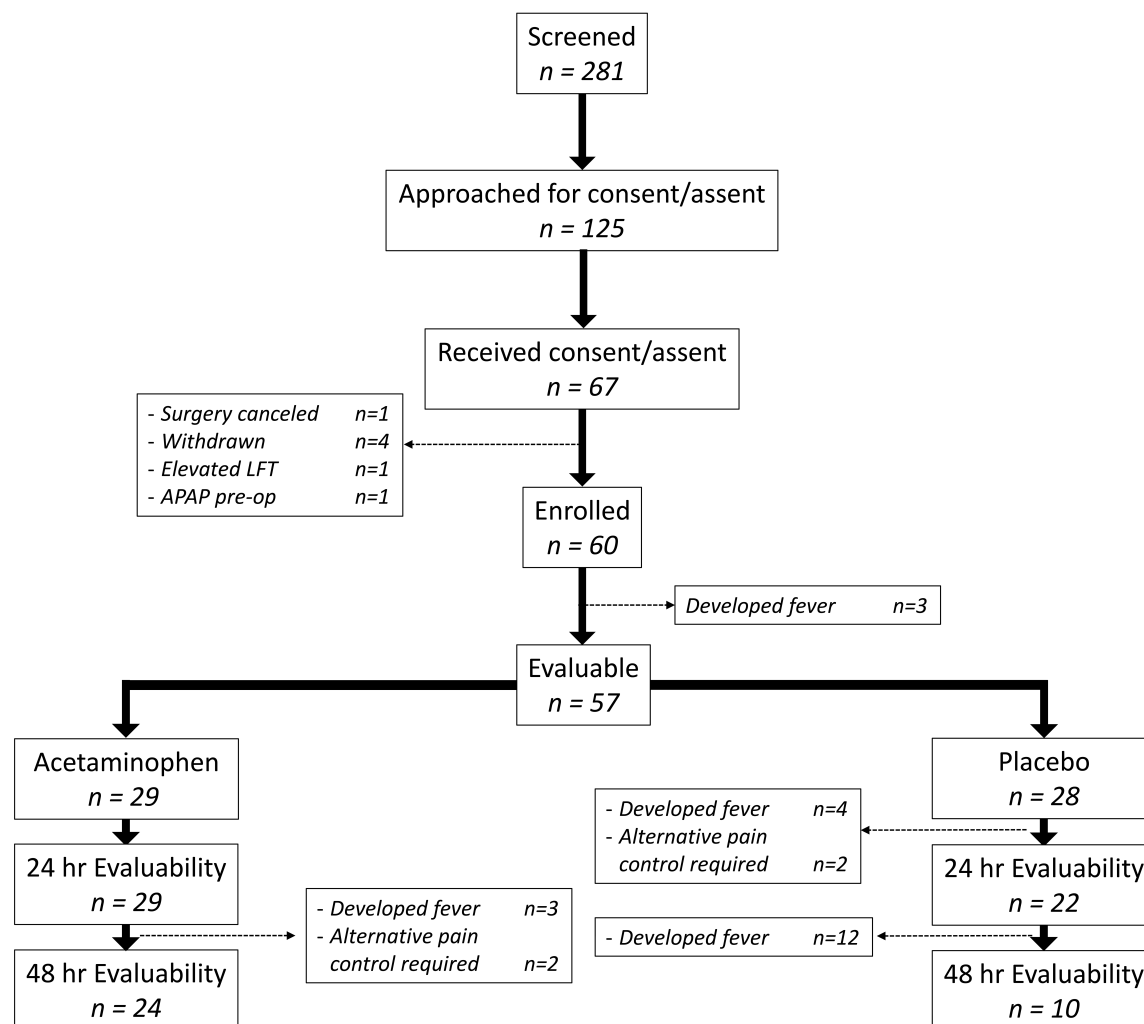 Screened
n = 281
Approached for consent/assent
n = 125
Received consent/assent
n = 67
- Surgery canceled n=1
- Withdrawn n=4
- Elevated LFT n=1
- APAP pre-op n=1
Enrolled
n = 60
Developed fever n=3
Evaluable
n = 57
Acetaminophen
n = 29
24 hr Evaluability
n = 29
- Developed fever n=3
- Alternative pain
control required n=2
48 hr Evaluability
n = 24
Placebo
n = 28
- Developed fever n=4
- Alternative pain
control required n=2
24 hr Evaluability
n = 22
- Developed fever n=12
48 hr Evaluability
n = 10